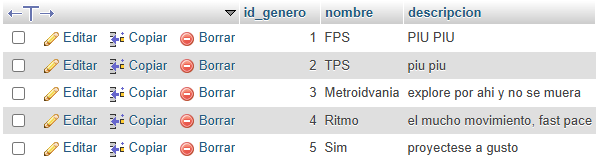 ←T→ id_genero nombre descripcion
Editar Copiar Borrar 1 FPS PIU PIU
Editar Copiar Borrar 2 TPS piu piu
Editar Copiar Borrar 3 Metroidvania explore por ahi y no se muera
Editar Copiar Borrar 4 Ritmo el mucho movimiento, fast pace
Editar Copiar Borrar 5 Sim proyectese a gusto